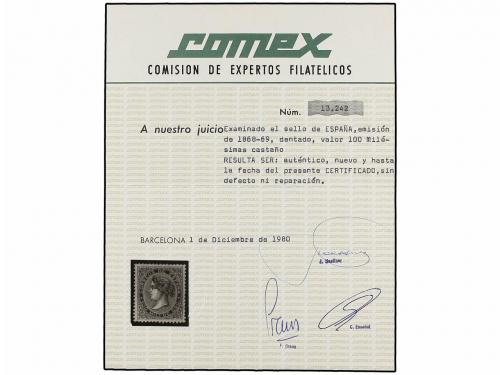 comex
COMISION DE EXPERTOS FILATELICOS
Núm. 13.242
A nuestro juicio Examinado el sello de ESPAÑA,emisión
de 1868-69, dentado, valor 100 Milé-
simas castaño
RESULTA SER: auténtico, nuevo y hasta
la fecha del presente CERTIFICADO,sin
defecto ni reparación.
BARCELONA 1 de Diciembre de 1980